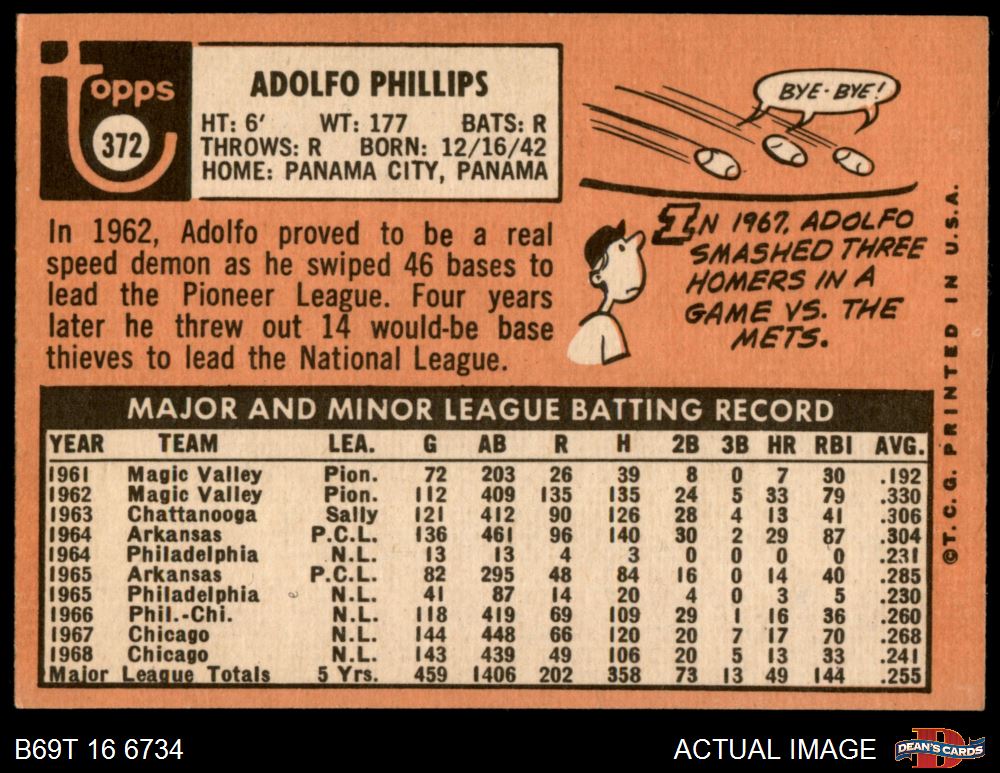 Topps
372
ADOLFO PHILLIPS
HT: 6' WT: 177 BATS: R
THROWS: R BORN: 12/16/42
HOME: PANAMA CITY, PANAMA
BYE-BYE!
In 1962, Adolfo proved to be a real
speed demon as he swiped 46 bases to
lead the Pioneer League. Four years
later he threw out 14 would-be base
thieves to lead the National League.
IN 1967, ADOLFO
SMASHED THREE
HOMERS IN A
GAME VS. THE
METS.
MAJOR AND MINOR LEAGUE BATTING RECORD
YEAR TEAM LEA. G AB R H 2B 3B HR RBI AVG.
1961 Magic Valley Pion. 72 203 26 39 8 0 7 30 .192
1962 Magic Valley Pion. 112 409 135 135 24 5 33 79 .330
1963 Chattanooga Sally 121 412 90 126 28 4 13 41 .306
1964 Arkansas P.C.L. 136 461 96 140 30 2 29 87 .304
1964 Philadelphia N.L. 13 13 4 3 0 0 0 0 .231
1965 Arkansas P.C.L. 82 295 48 84 16 0 14 40 .285
1965 Philadelphia N.L. 41 87 14 20 4 0 3 5 .230
1966 Phil.-Chi. N.L. 118 419 69 109 29 1 16 36 .260
1967 Chicago N.L. 144 448 66 120 20 7 17 70 .268
1968 Chicago N.L. 143 439 49 106 20 5 13 33 .241
Major League Totals 5 Yrs. 459 1406 202 358 73 13 49 144 .255
©T.C.G. PRINTED IN U.S.A.
B69T 16 6734
ACTUAL IMAGE
D
DEAN'S CARDS